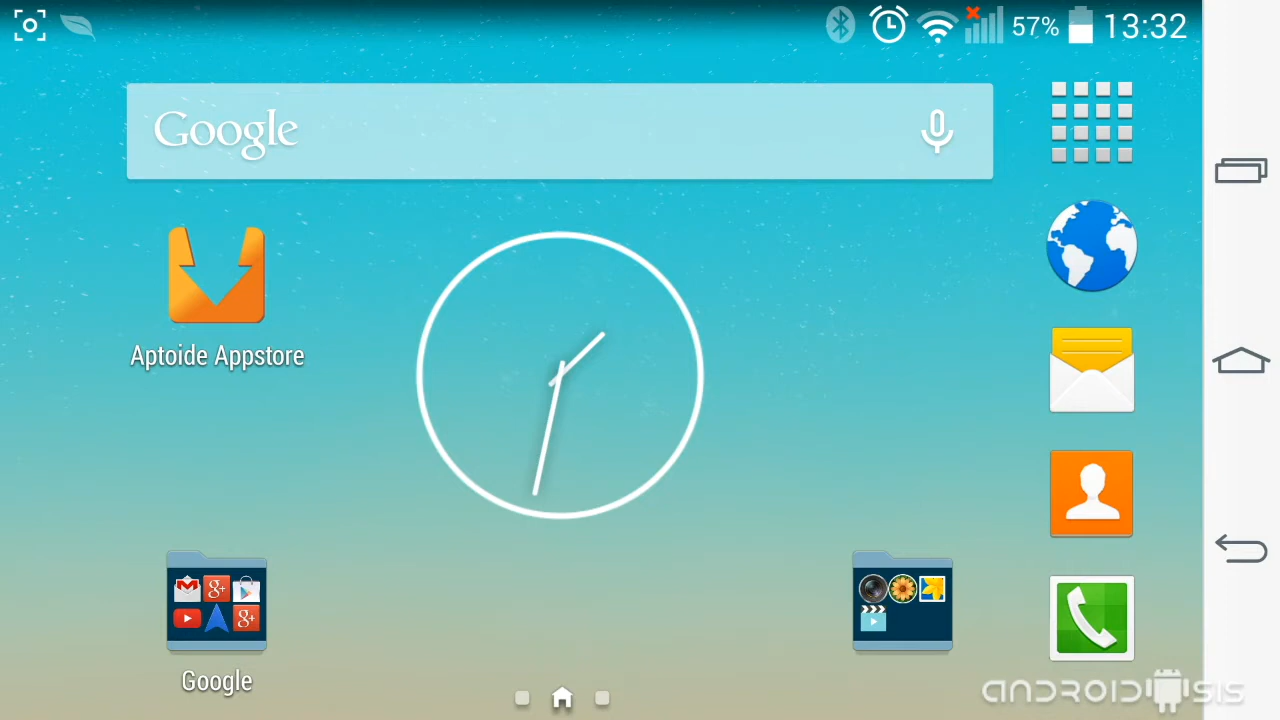 57% 13:32
Google
Aptoide Appstore
g+
g+
Google
ANDROIDSIS